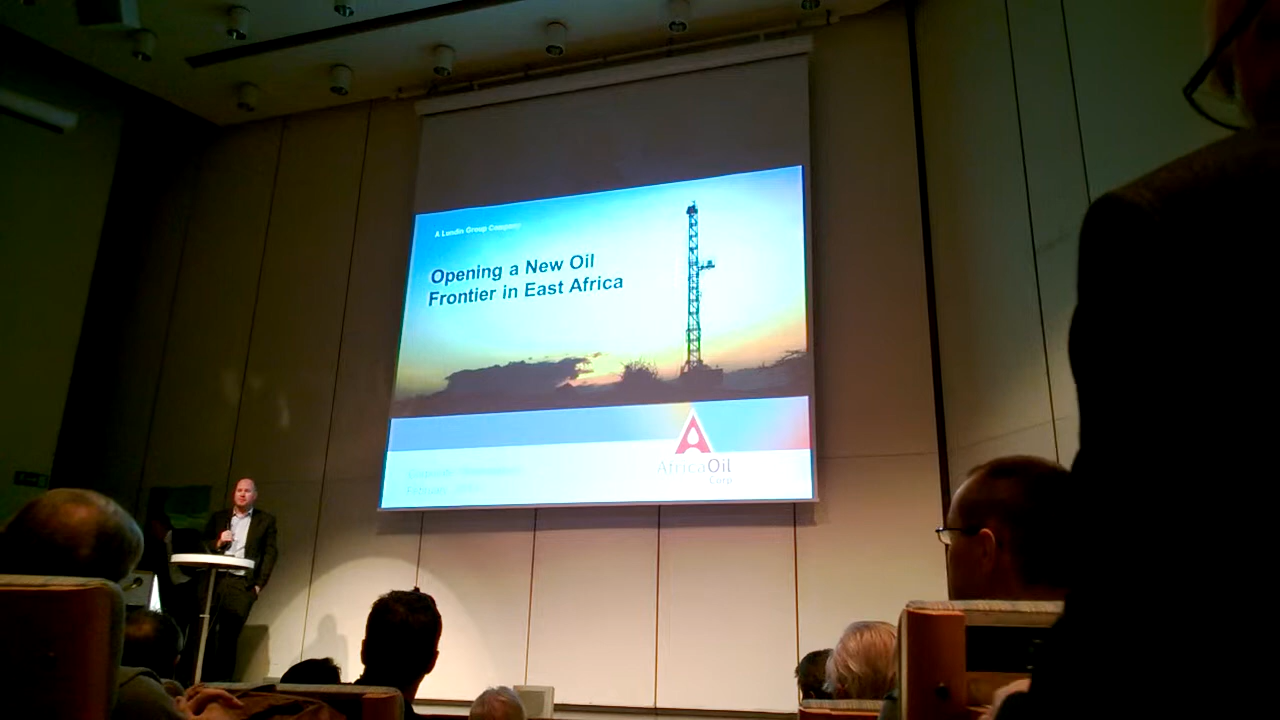 A Lundin Group Company
Opening a New Oil
Frontier in East Africa
AfricaOil
Corp.